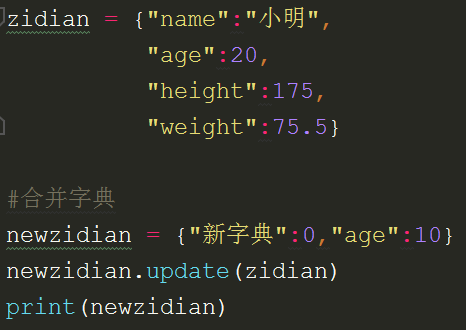 zidian = {"name":"小明",
"age":20,
"height":175,
"weight":75.5}
#合并字典
newzidian = {"新字典":0,"age":10}
newzidian.update(zidian)
print(newzidian)